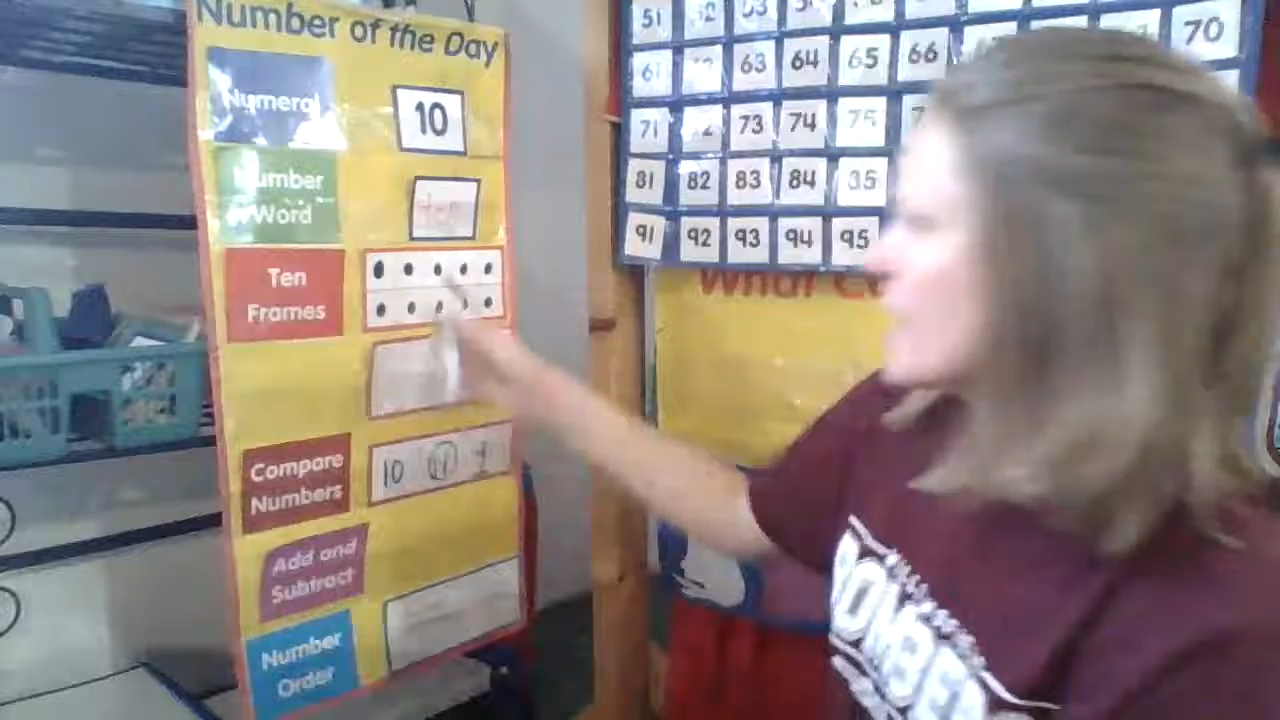 Number of the Day
Numeral
10
Number
Word
ten
Ten
Frames
Compare
Numbers
10
Add and
Subtract
Number
Order
51
61 63 64 65 66
70
71 73 74 75
81 82 83 84 85
91 92 93 94 95
What